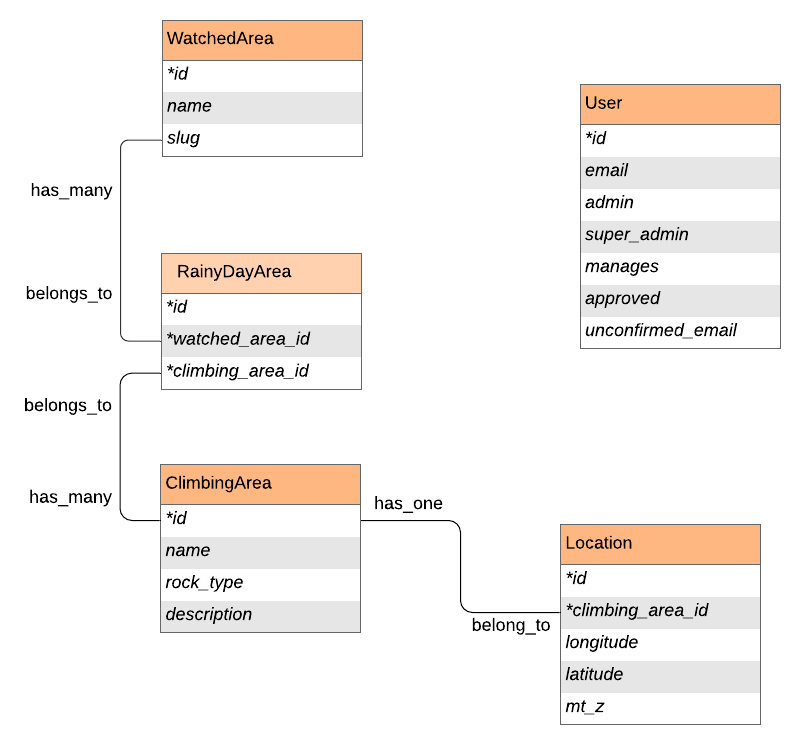 WatchedArea
*id
name
slug
has_many
belongs_to
RainyDayArea
*id
*watched_area_id
*climbing_area_id
belongs_to
has_many
ClimbingArea
*id
name
rock_type
description
has_one
belong_to
Location
*id
*climbing_area_id
longitude
latitude
mt_z
User
*id
email
admin
super_admin
manages
approved
unconfirmed_email